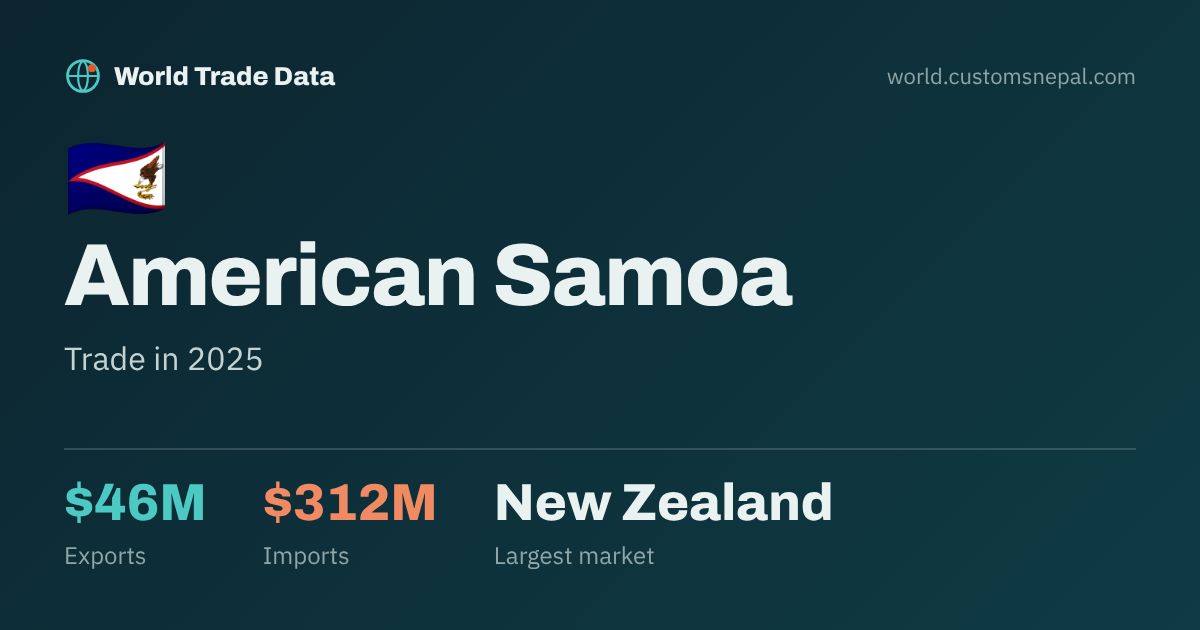 World Trade Data
world.customsnepal.com
American Samoa
Trade in 2025
$46M
Exports
$312M
Imports
New Zealand
Largest market